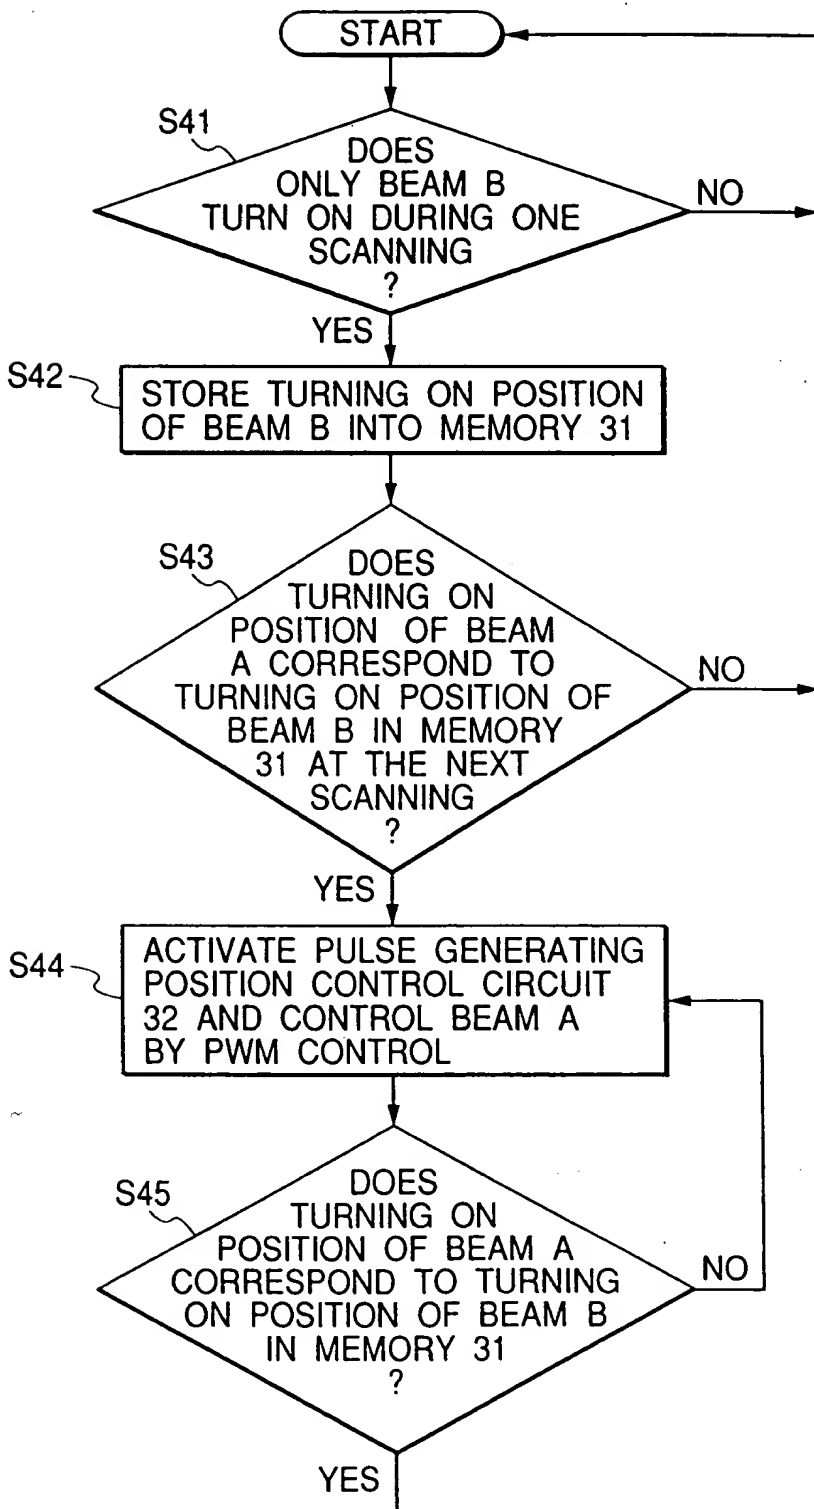 START
S41
DOES
ONLY BEAM B
TURN ON DURING ONE
SCANNING
?
NO
YES
S42
STORE TURNING ON POSITION
OF BEAM B INTO MEMORY 31
S43
DOES
TURNING ON
POSITION OF BEAM
A CORRESPOND TO
TURNING ON POSITION OF
BEAM B IN MEMORY
31 AT THE NEXT
SCANNING
?
NO
YES
S44
ACTIVATE PULSE GENERATING
POSITION CONTROL CIRCUIT
32 AND CONTROL BEAM A
BY PWM CONTROL
S45
DOES
TURNING ON
POSITION OF BEAM A
CORRESPOND TO TURNING
ON POSITION OF BEAM B
IN MEMORY 31
?
NO
YES